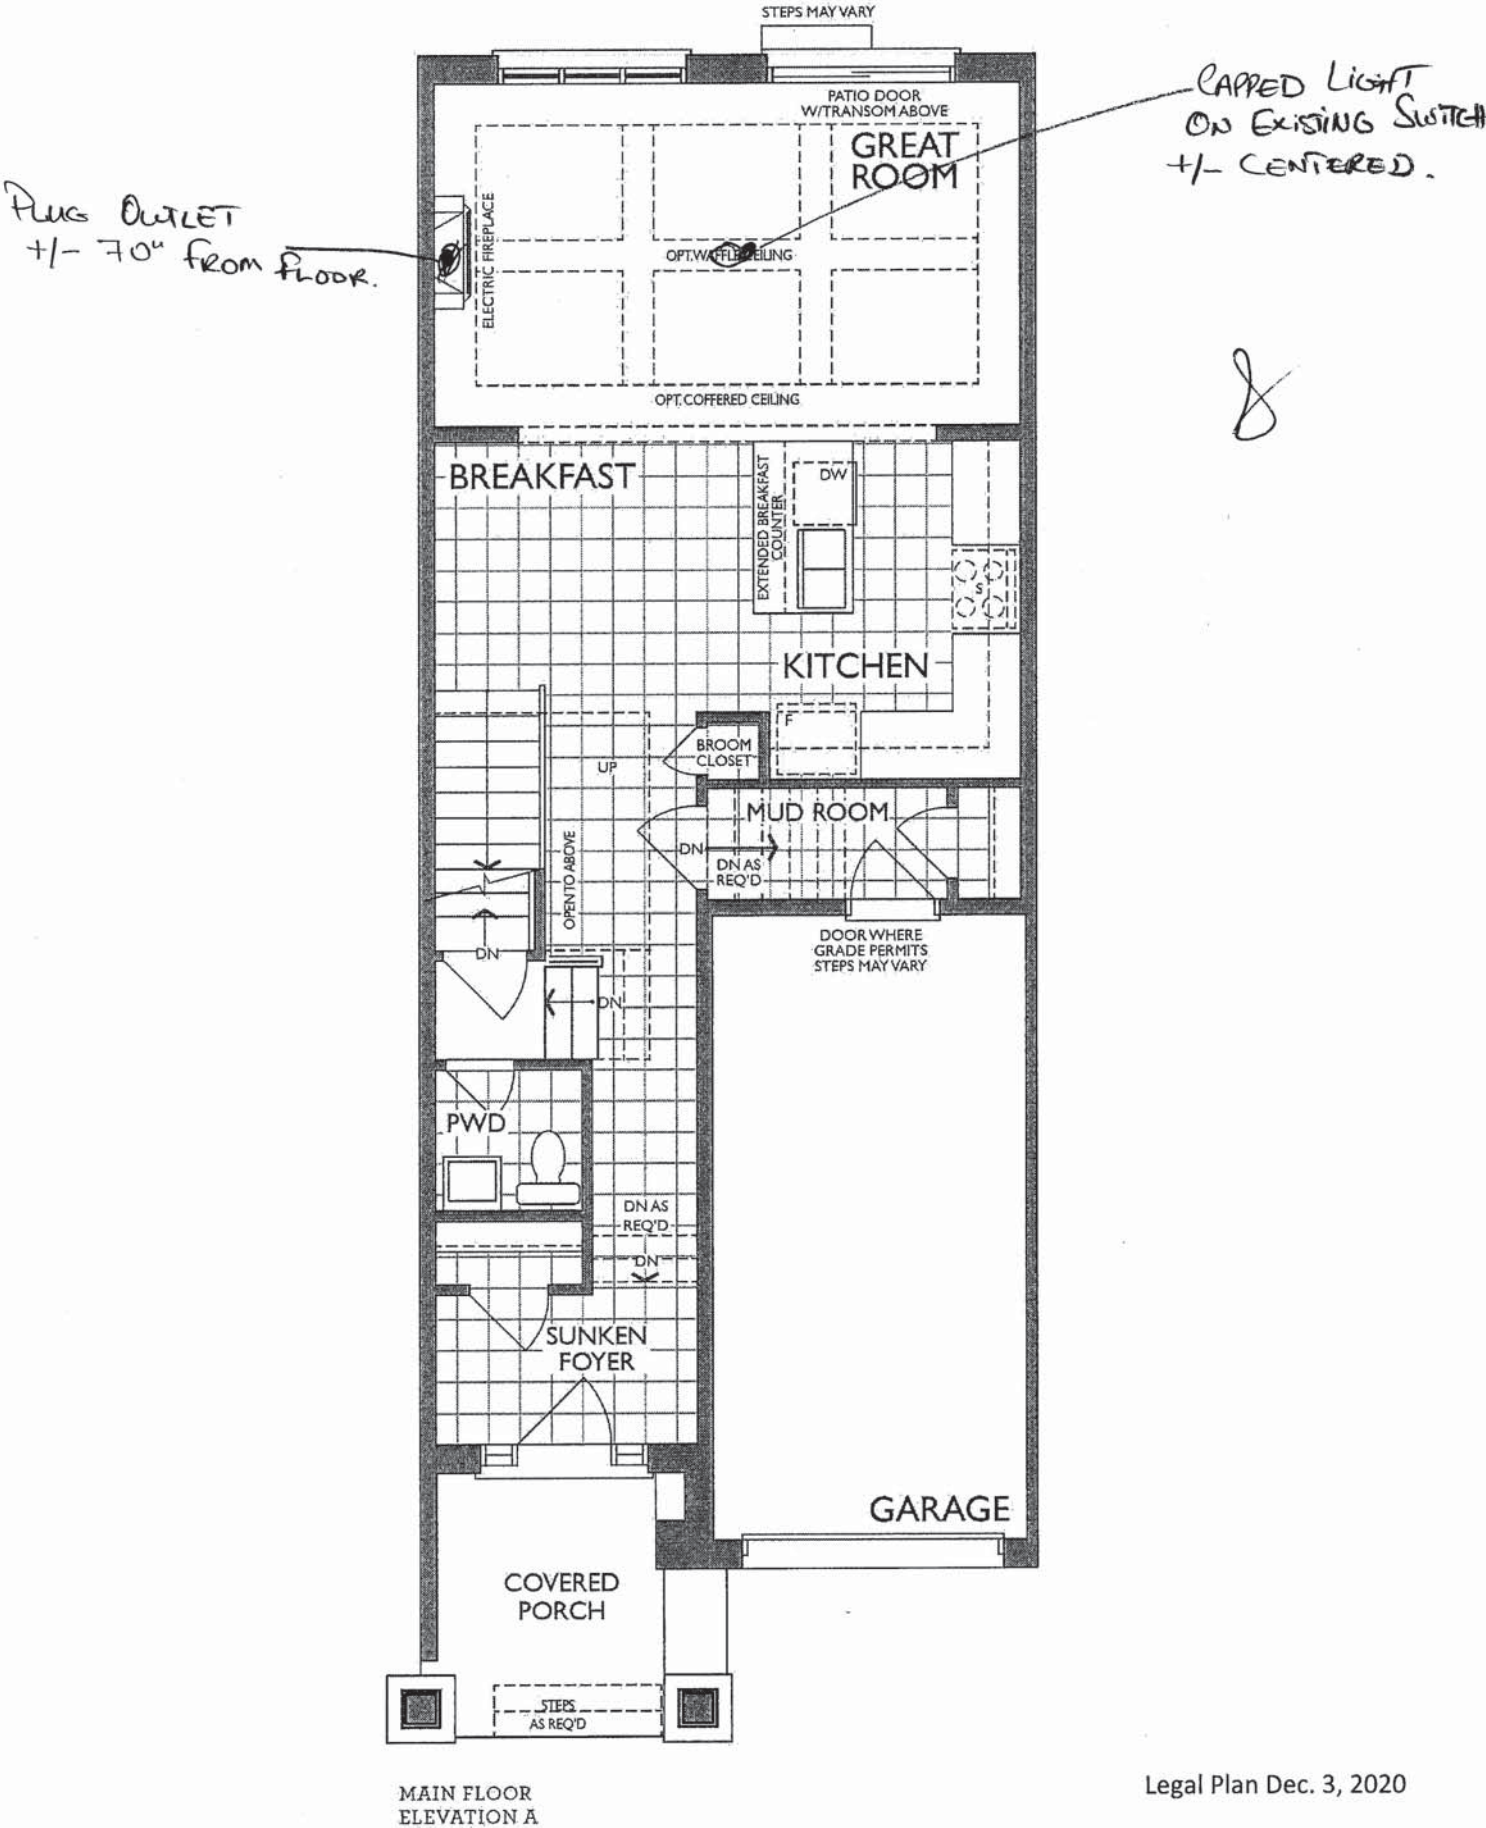 STEPS MAY VARY
PATIO DOOR
W/TRANSOM ABOVE
GREAT
ROOM
CAPPED LIGHT
ON EXISTING SWITCH
+/- CENTERED.
PLUG OUTLET
+/- 70" FROM FLOOR.
ELECTRIC FIREPLACE
OPT. WAFFLE CEILING
OPT. COFFERED CEILING
BREAKFAST
EXTENDED BREAKFAST
COUNTER
DW
S
KITCHEN
F
BROOM
CLOSET
UP
OPEN TO ABOVE
MUD ROOM
DN
DN AS
REQ'D
DOOR WHERE
GRADE PERMITS
STEPS MAY VARY
DN
DN
PWD
DN AS
REQ'D
DN
SUNKEN
FOYER
GARAGE
COVERED
PORCH
STEPS
AS REQ'D
MAIN FLOOR
ELEVATION A
Legal Plan Dec. 3, 2020